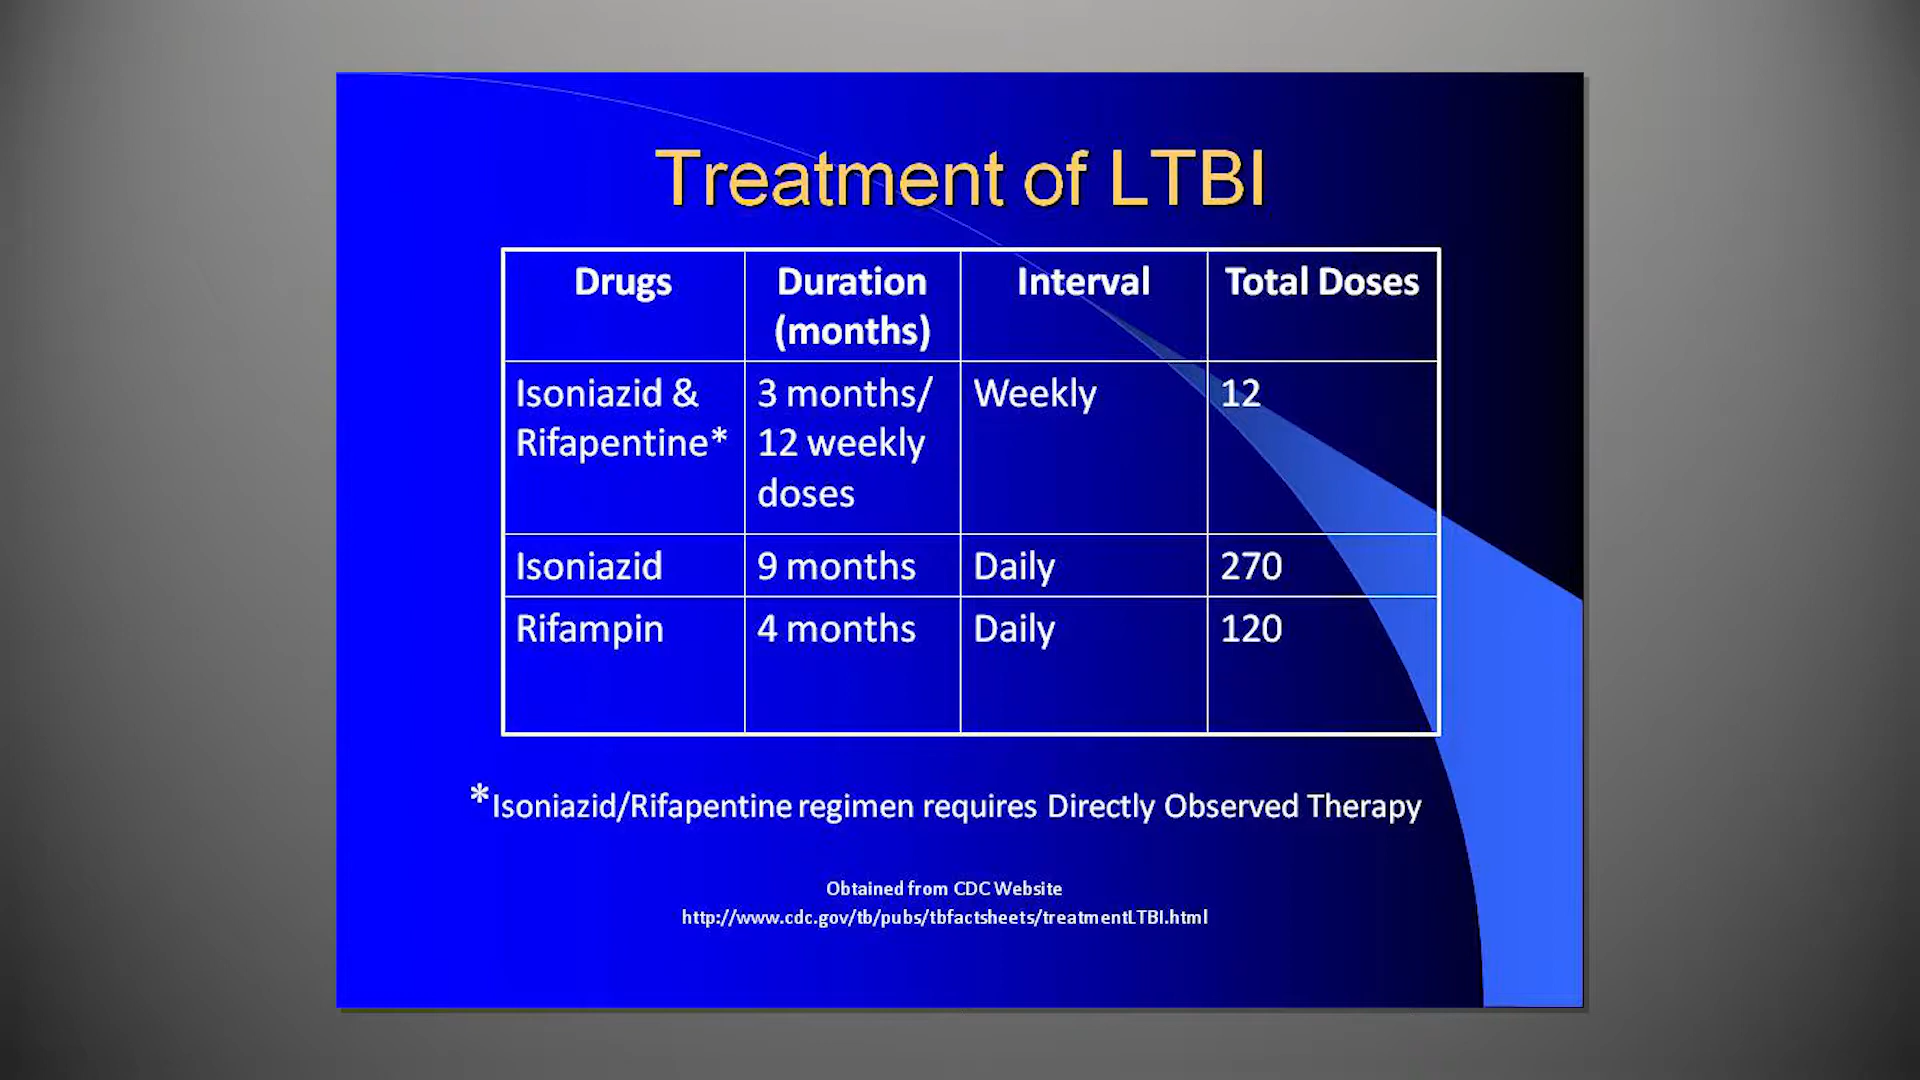 Treatment of LTBI
Drugs
Duration
(months)
Interval
Total Doses
Isoniazid &
Rifapentine*
3 months/
12 weekly
doses
Weekly
12
Isoniazid
9 months
Daily
270
Rifampin
4 months
Daily
120
*Isoniazid/Rifapentine regimen requires Directly Observed Therapy
Obtained from CDC Website
http://www.cdc.gov/tb/pubs/tbfactsheets/treatmentLTBI.html